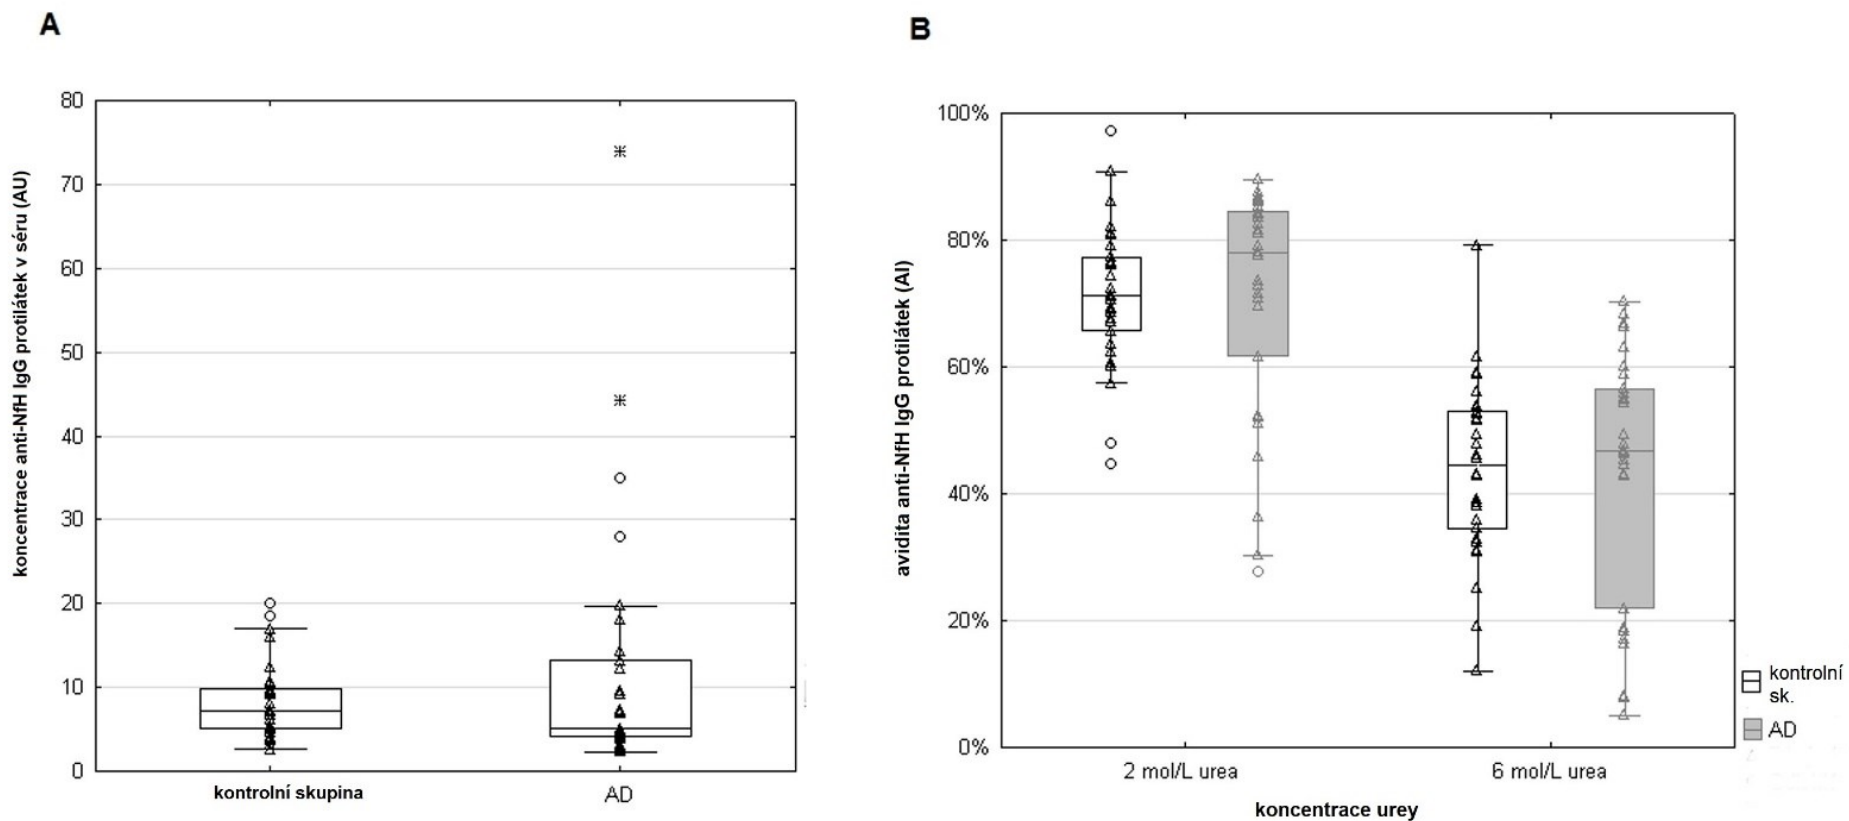 A
koncentrace anti-NfH IgG protilátek v séru (AU)
80
70
60
50
40
30
20
10
0
kontrolní skupina
AD
B
avidita anti-NfH IgG protilátek (AI)
100%
80%
60%
40%
20%
0%
2 mol/L urea
6 mol/L urea
koncentrace urey
kontrolní
sk.
AD